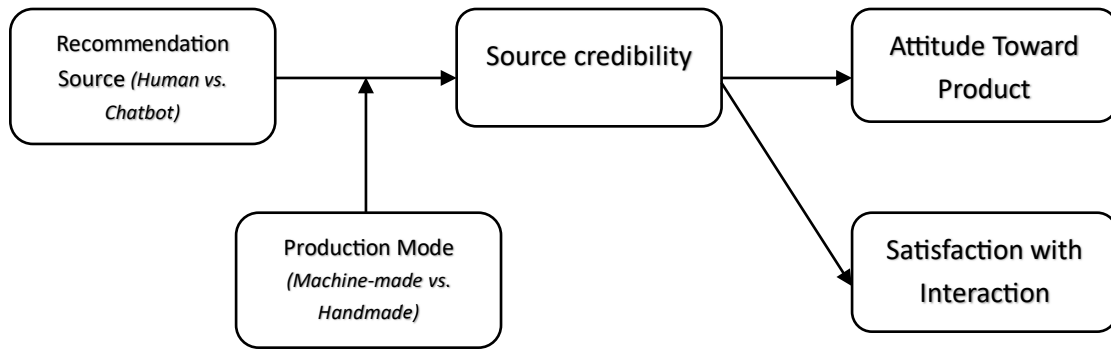 Recommendation
Source (Human vs.
Chatbot)
Source credibility
Attitude Toward
Product
Production Mode
(Machine-made vs.
Handmade)
Satisfaction with
Interaction